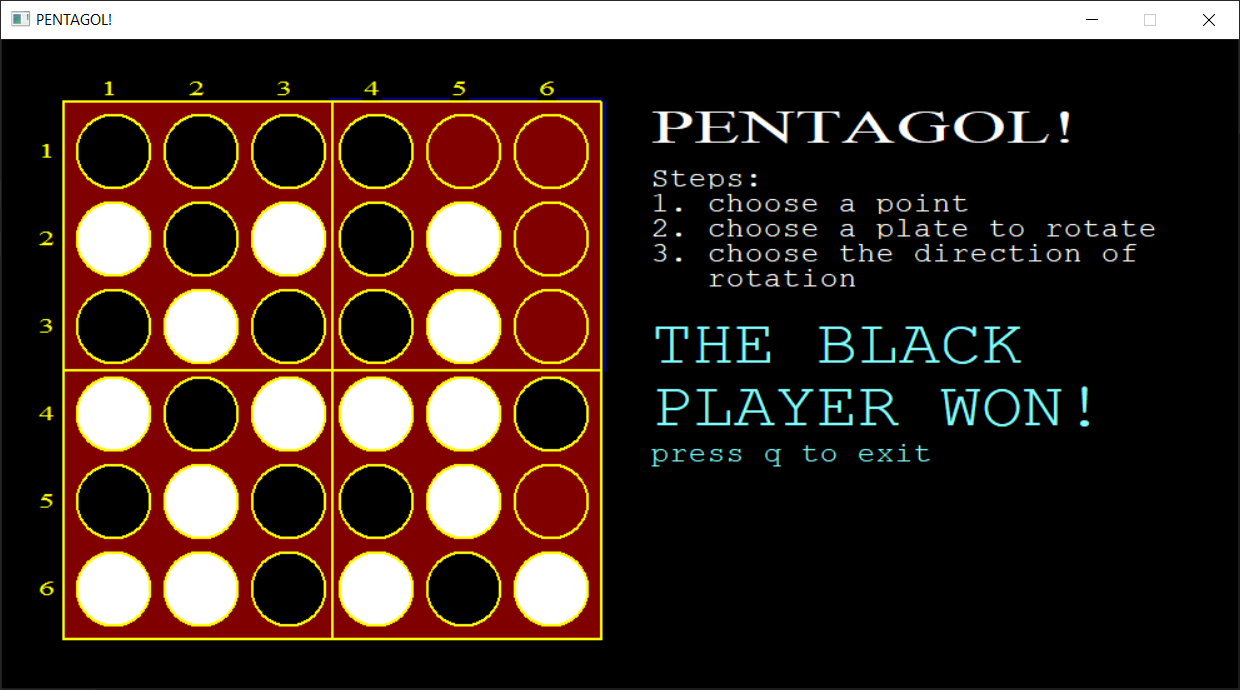 PENTAGOL!
1 2 3 4 5 6
1
2
3
4
5
6
PENTAGOL!
Steps:
1. choose a point
2. choose a plate to rotate
3. choose the direction of
rotation
THE BLACK
PLAYER WON!
press q to exit